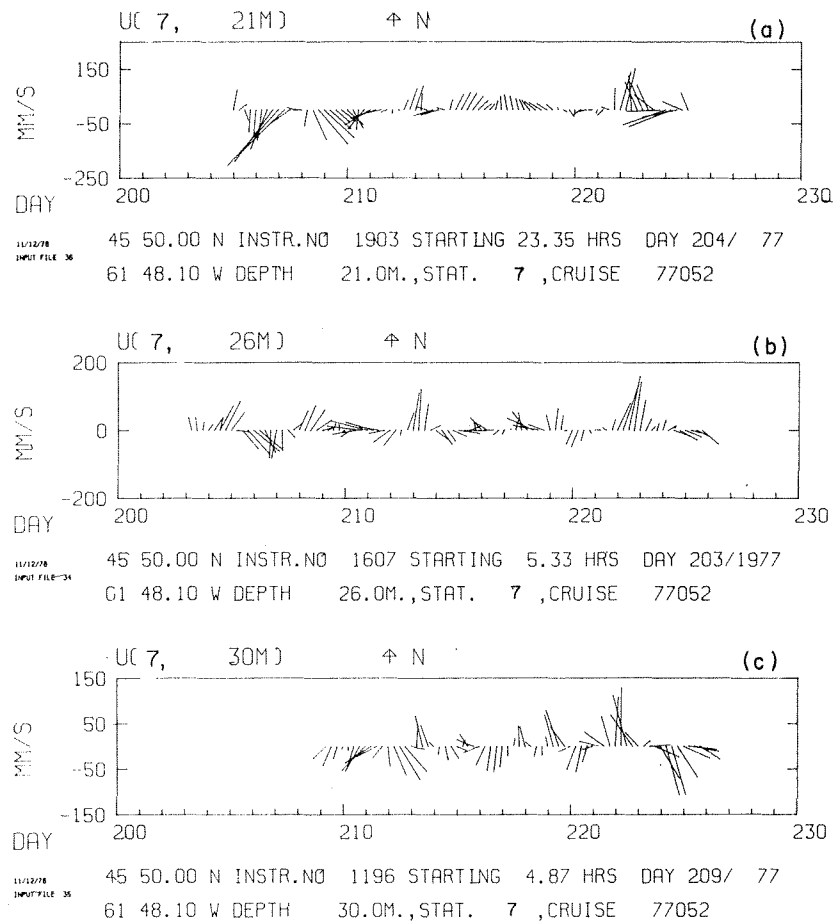 U( 7, 21M) N (a)
150
-50
-250
MM/S
200 210 220 230
DAY
11/12/78
INPUT FILE 36
45 50.00 N INSTR.NO 1903 STARTING 23.35 HRS DAY 204/ 77
61 48.10 W DEPTH 21.0M.,STAT. 7 ,CRUISE 77052
U( 7, 26M) N (b)
200
0
-200
MM/S
200 210 220 230
DAY
11/12/78
INPUT FILE 34
45 50.00 N INSTR.NO 1607 STARTING 5.33 HRS DAY 203/1977
61 48.10 W DEPTH 26.0M.,STAT. 7 ,CRUISE 77052
U( 7, 30M) N (c)
150
50
-50
-150
MM/S
200 210 220 230
DAY
11/12/78
INPUT FILE 35
45 50.00 N INSTR.NO 1196 STARTING 4.87 HRS DAY 209/ 77
61 48.10 W DEPTH 30.0M.,STAT. 7 ,CRUISE 77052